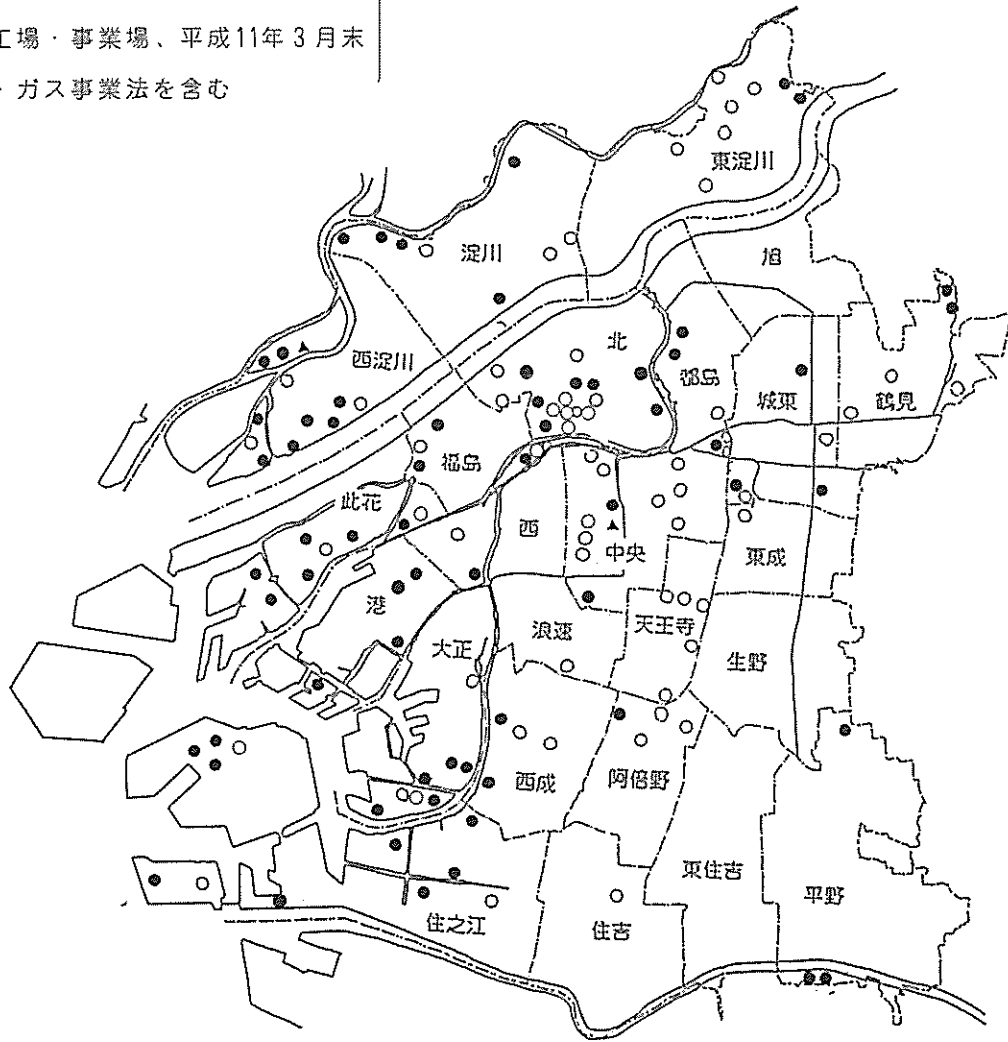 工場・事業場、平成11年3月末
・ガス事業法を含む
東淀川
淀川
旭
北
西淀川
都島
城東
鶴見
福島
此花
西
中央
東成
港
浪速
天王寺
大正
生野
西成
阿倍野
東住吉
平野
住之江
住吉